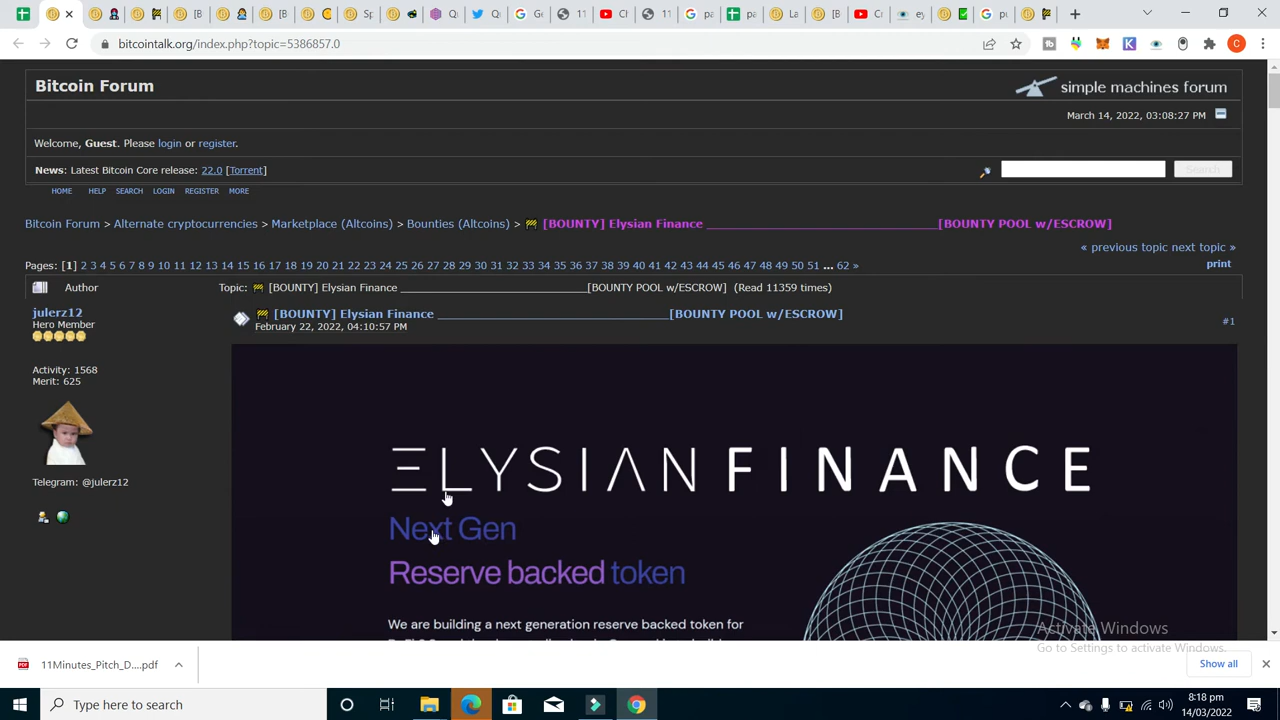 bitcointalk.org/index.php?topic=5386857.0
Bitcoin Forum
simple machines forum
March 14, 2022, 03:08:27 PM
Welcome, Guest. Please login or register.
News: Latest Bitcoin Core release: 22.0 [Torrent]
Search
HOME HELP SEARCH LOGIN REGISTER MORE
Bitcoin Forum > Alternate cryptocurrencies > Marketplace (Altcoins) > Bounties (Altcoins) > [BOUNTY] Elysian Finance ______________________________[BOUNTY POOL w/ESCROW]
« previous topic next topic »
Pages: [1] 2 3 4 5 6 7 8 9 10 11 12 13 14 15 16 17 18 19 20 21 22 23 24 25 26 27 28 29 30 31 32 33 34 35 36 37 38 39 40 41 42 43 44 45 46 47 48 49 50 51 ... 62 »
print
Author
Topic: [BOUNTY] Elysian Finance ______________________________[BOUNTY POOL w/ESCROW] (Read 11359 times)
julerz12
Hero Member
Activity: 1568
Merit: 625
Telegram: @julerz12
[BOUNTY] Elysian Finance ______________________________[BOUNTY POOL w/ESCROW]
February 22, 2022, 04:10:57 PM
#1
ELYSIAN FINANCE
Next Gen
Reserve backed token
We are building a next generation reserve backed token for
Activate Windows
Go to Settings to activate Windows.
11Minutes_Pitch_D....pdf
Show all
Type here to search
8:18 pm
14/03/2022